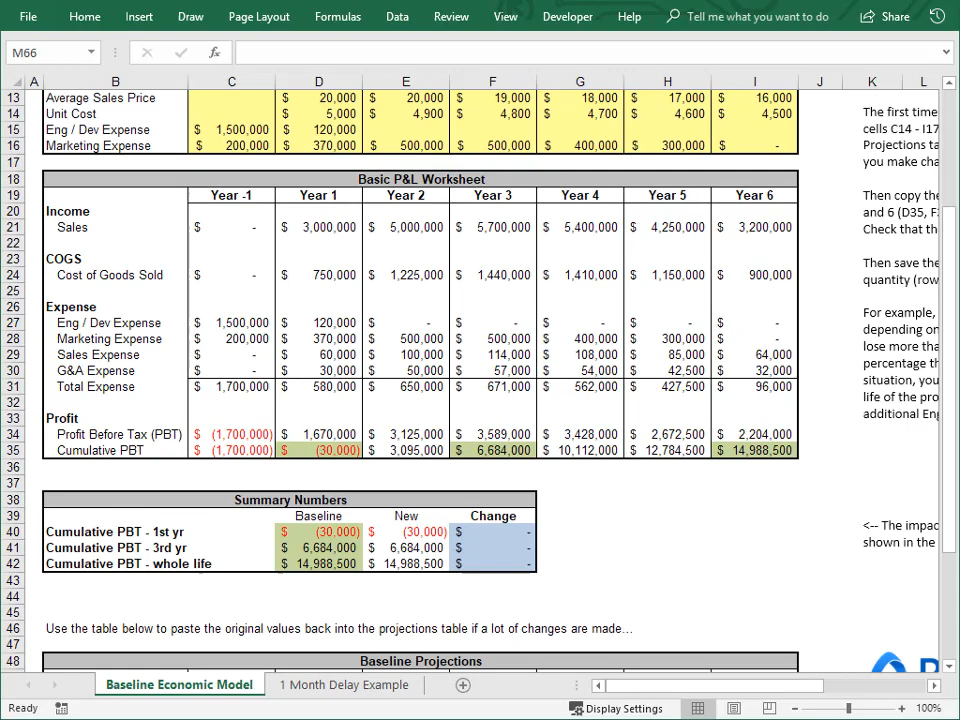 File Home Insert Draw Page Layout Formulas Data Review View Developer Help Tell me what you want to do Share
M66 fx
A B C D E F G H I J K L
13 Average Sales Price $ 20,000 $ 20,000 $ 19,000 $ 18,000 $ 17,000 $ 16,000
14 Unit Cost $ 5,000 $ 4,900 $ 4,800 $ 4,700 $ 4,600 $ 4,500
15 Eng / Dev Expense $ 1,500,000 $ 120,000
16 Marketing Expense $ 200,000 $ 370,000 $ 500,000 $ 500,000 $ 400,000 $ 300,000 $ -
17
18 Basic P&L Worksheet
19 Year -1 Year 1 Year 2 Year 3 Year 4 Year 5 Year 6
20 Income
21 Sales $ - $ 3,000,000 $ 5,000,000 $ 5,700,000 $ 5,400,000 $ 4,250,000 $ 3,200,000
22
23 COGS
24 Cost of Goods Sold $ - $ 750,000 $ 1,225,000 $ 1,440,000 $ 1,410,000 $ 1,150,000 $ 900,000
25
26 Expense
27 Eng / Dev Expense $ 1,500,000 $ 120,000 $ - $ - $ - $ - $ -
28 Marketing Expense $ 200,000 $ 370,000 $ 500,000 $ 500,000 $ 400,000 $ 300,000 $ -
29 Sales Expense $ - $ 60,000 $ 100,000 $ 114,000 $ 108,000 $ 85,000 $ 64,000
30 G&A Expense $ - $ 30,000 $ 50,000 $ 57,000 $ 54,000 $ 42,500 $ 32,000
31 Total Expense $ 1,700,000 $ 580,000 $ 650,000 $ 671,000 $ 562,000 $ 427,500 $ 96,000
32
33 Profit
34 Profit Before Tax (PBT) $ (1,700,000) $ 1,670,000 $ 3,125,000 $ 3,589,000 $ 3,428,000 $ 2,672,500 $ 2,204,000
35 Cumulative PBT $ (1,700,000) $ (30,000) $ 3,095,000 $ 6,684,000 $ 10,112,000 $ 12,784,500 $ 14,988,500
36
37
38 Summary Numbers
39 Baseline New Change
40 Cumulative PBT - 1st yr $ (30,000) $ (30,000) $ -
41 Cumulative PBT - 3rd yr $ 6,684,000 $ 6,684,000 $ -
42 Cumulative PBT - whole life $ 14,988,500 $ 14,988,500 $ -
43
44
45
46 Use the table below to paste the original values back into the projections table if a lot of changes are made…
47
48 Baseline Projections
The first time
cells C14 - I17
Projections ta
you make cha
Then copy the
and 6 (D35, F
Check that th
Then save the
quantity (row
For example,
depending on
lose more tha
percentage th
situation, you
life of the pro
additional Eng
<-- The impac
shown in the
Baseline Economic Model 1 Month Delay Example
Ready Display Settings 100%